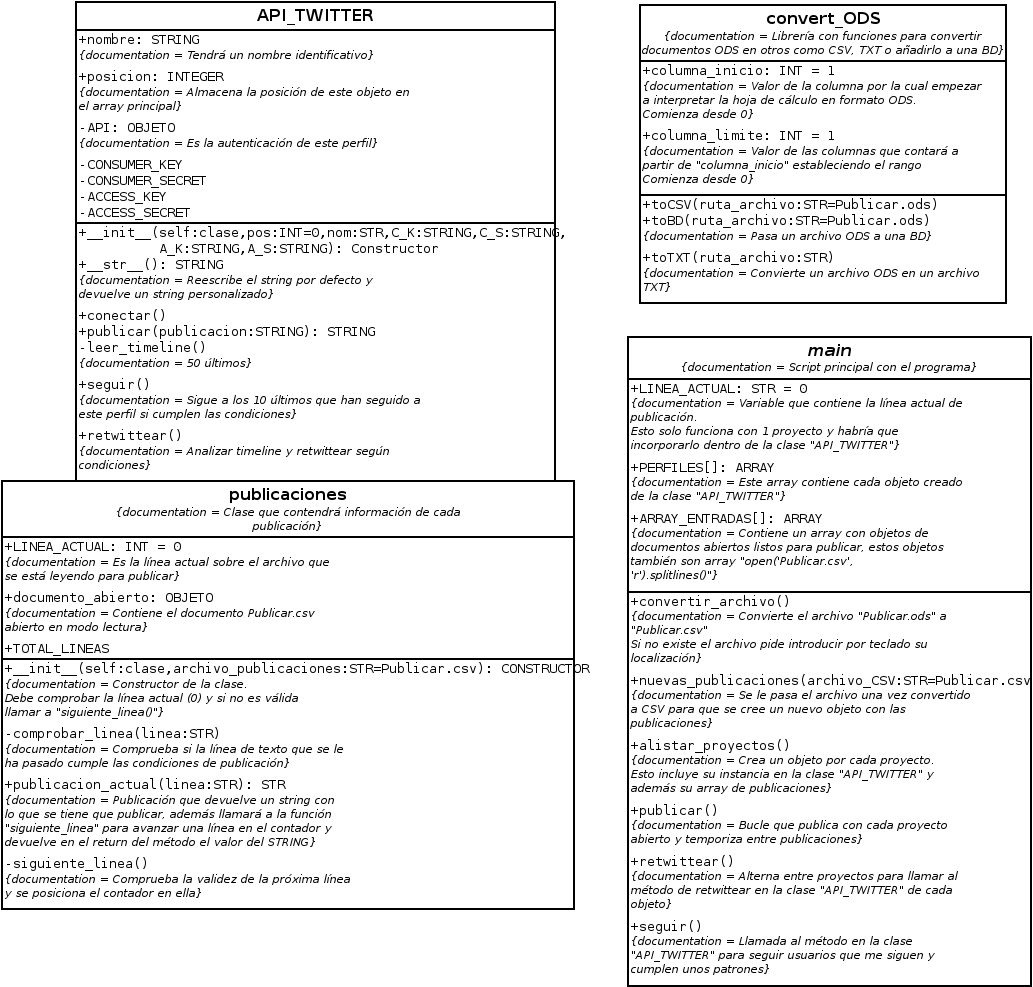 API_TWITTER
+nombre: STRING
{documentation = Tendrá un nombre identificativo}
+posicion: INTEGER
{documentation = Almacena la posición de este objeto en
el array principal}
-API: OBJETO
{documentation = Es la autenticación de este perfil}
-CONSUMER_KEY
-CONSUMER_SECRET
-ACCESS_KEY
-ACCESS_SECRET
+__init__(self:clase,pos:INT=0,nom:STR,C_K:STRING,C_S:STRING,
A_K:STRING,A_S:STRING): Constructor
+__str__(): STRING
{documentation = Reescribe el string por defecto y
devuelve un string personalizado}
+conectar()
+publicar(publicacion:STRING): STRING
-leer_timeline()
{documentation = 50 últimos}
+seguir()
{documentation = Sigue a los 10 últimos que han seguido a
este perfil si cumplen las condiciones}
+retwittear()
{documentation = Analizar timeline y retwittear según
condiciones}
publicaciones
{documentation = Clase que contendrá información de cada
publicación}
+LINEA_ACTUAL: INT = 0
{documentation = Es la línea actual sobre el archivo que
se está leyendo para publicar}
+documento_abierto: OBJETO
{documentation = Contiene el documento Publicar.csv
abierto en modo lectura}
+TOTAL_LINEAS
+__init__(self:clase,archivo_publicaciones:STR=Publicar.csv): CONSTRUCTOR
{documentation = Constructor de la clase.
Debe comprobar la línea actual (0) y si no es válida
llamar a "siguiente_linea()"}
-comprobar_linea(linea:STR)
{documentation = Comprueba si la línea de texto que se le
ha pasado cumple las condiciones de publicación}
+publicacion_actual(linea:STR): STR
{documentation = Publicación que devuelve un string con
lo que se tiene que publicar, además llamará a la función
"siguiente_linea" para avanzar una línea en el contador y
devuelve en el return del método el valor del STRING}
-siguiente_linea()
{documentation = Comprueba la validez de la próxima línea
y se posiciona el contador en ella}
convert_ODS
{documentation = Librería con funciones para convertir
documentos ODS en otros como CSV, TXT o añadirlo a una BD}
+columna_inicio: INT = 1
{documentation = Valor de la columna por la cual empezar
a interpretar la hoja de cálculo en formato ODS.
Comienza desde 0}
+columna_limite: INT = 1
{documentation = Valor de las columnas que contará a
partir de "columna_inicio" estableciendo el rango
Comienza desde 0}
+toCSV(ruta_archivo:STR=Publicar.ods)
+toBD(ruta_archivo:STR=Publicar.ods)
{documentation = Pasa un archivo ODS a una BD}
+toTXT(ruta_archivo:STR)
{documentation = Convierte un archivo ODS en un archivo
TXT}
main
{documentation = Script principal con el programa}
+LINEA_ACTUAL: STR = 0
{documentation = Variable que contiene la línea actual de
publicación.
Esto solo funciona con 1 proyecto y habría que
incorporarlo dentro de la clase "API_TWITTER"}
+PERFILES[]: ARRAY
{documentation = Este array contiene cada objeto creado
de la clase "API_TWITTER"}
+ARRAY_ENTRADAS[]: ARRAY
{documentation = Contiene un array con objetos de
documentos abiertos listos para publicar, estos objetos
también son array "open('Publicar.csv',
'r').splitlines()"}
+convertir_archivo()
{documentation = Convierte el archivo "Publicar.ods" a
"Publicar.csv"
Si no existe el archivo pide introducir por teclado su
localización}
+nuevas_publicaciones(archivo_CSV:STR=Publicar.csv
{documentation = Se le pasa el archivo una vez convertido
a CSV para que se cree un nuevo objeto con las
publicaciones}
+alistar_proyectos()
{documentation = Crea un objeto por cada proyecto.
Esto incluye su instancia en la clase "API_TWITTER" y
además su array de publicaciones}
+publicar()
{documentation = Bucle que publica con cada proyecto
abierto y temporiza entre publicaciones}
+retwittear()
{documentation = Alterna entre proyectos para llamar al
método de retwittear en la clase "API_TWITTER" de cada
objeto}
+seguir()
{documentation = Llamada al método en la clase
"API_TWITTER" para seguir usuarios que me siguen y
cumplen unos patrones}